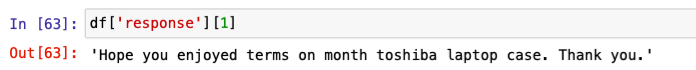 In [63]: df['response'][1]
Out[63]: 'Hope you enjoyed terms on month toshiba laptop case. Thank you.'